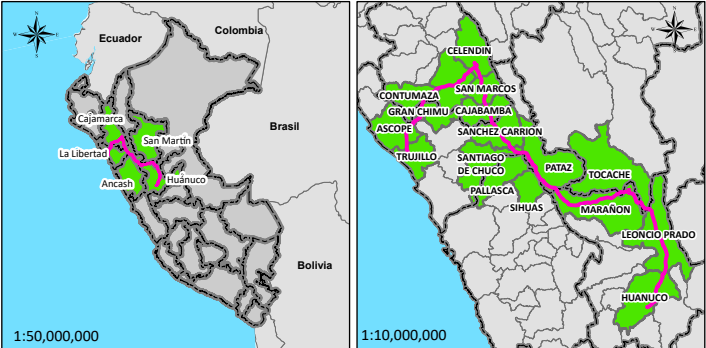 N
Colombia
Ecuador
Cajamarca
San Martín
Brasil
La Libertad
Ancash
Huánuco
Bolivia
1:50,000,000
CELENDIN
SAN MARCOS
CONTUMAZA
GRAN CHIMU
CAJABAMBA
ASCOPE
SANCHEZ CARRION
TRUJILLO
SANTIAGO
DE CHUCO
PATAZ
TOCACHE
PALLASCA
SIHUAS
MARAÑON
LEONCIO PRADO
HUANUCO
1:10,000,000